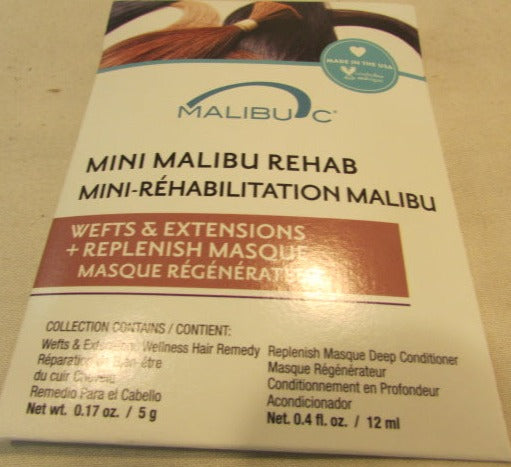 MADE IN THE USA
MALIBU C
MINI MALIBU REHAB
MINI-RÉHABILITATION MALIBU
WEFTS & EXTENSIONS
+ REPLENISH MASQUE
MASQUE RÉGÉNÉRATEUR
COLLECTION CONTAINS / CONTIENT:
Wefts & Extensions Wellness Hair Remedy
Réparation et Bien-être
du cuir Chevelu
Remedio Para el Cabello
Net wt. 0.17 oz. / 5 g
Replenish Masque Deep Conditioner
Masque Régénérateur
Conditionnement en Profondeur
Acondicionador
Net. 0.4 fl. oz. / 12 ml